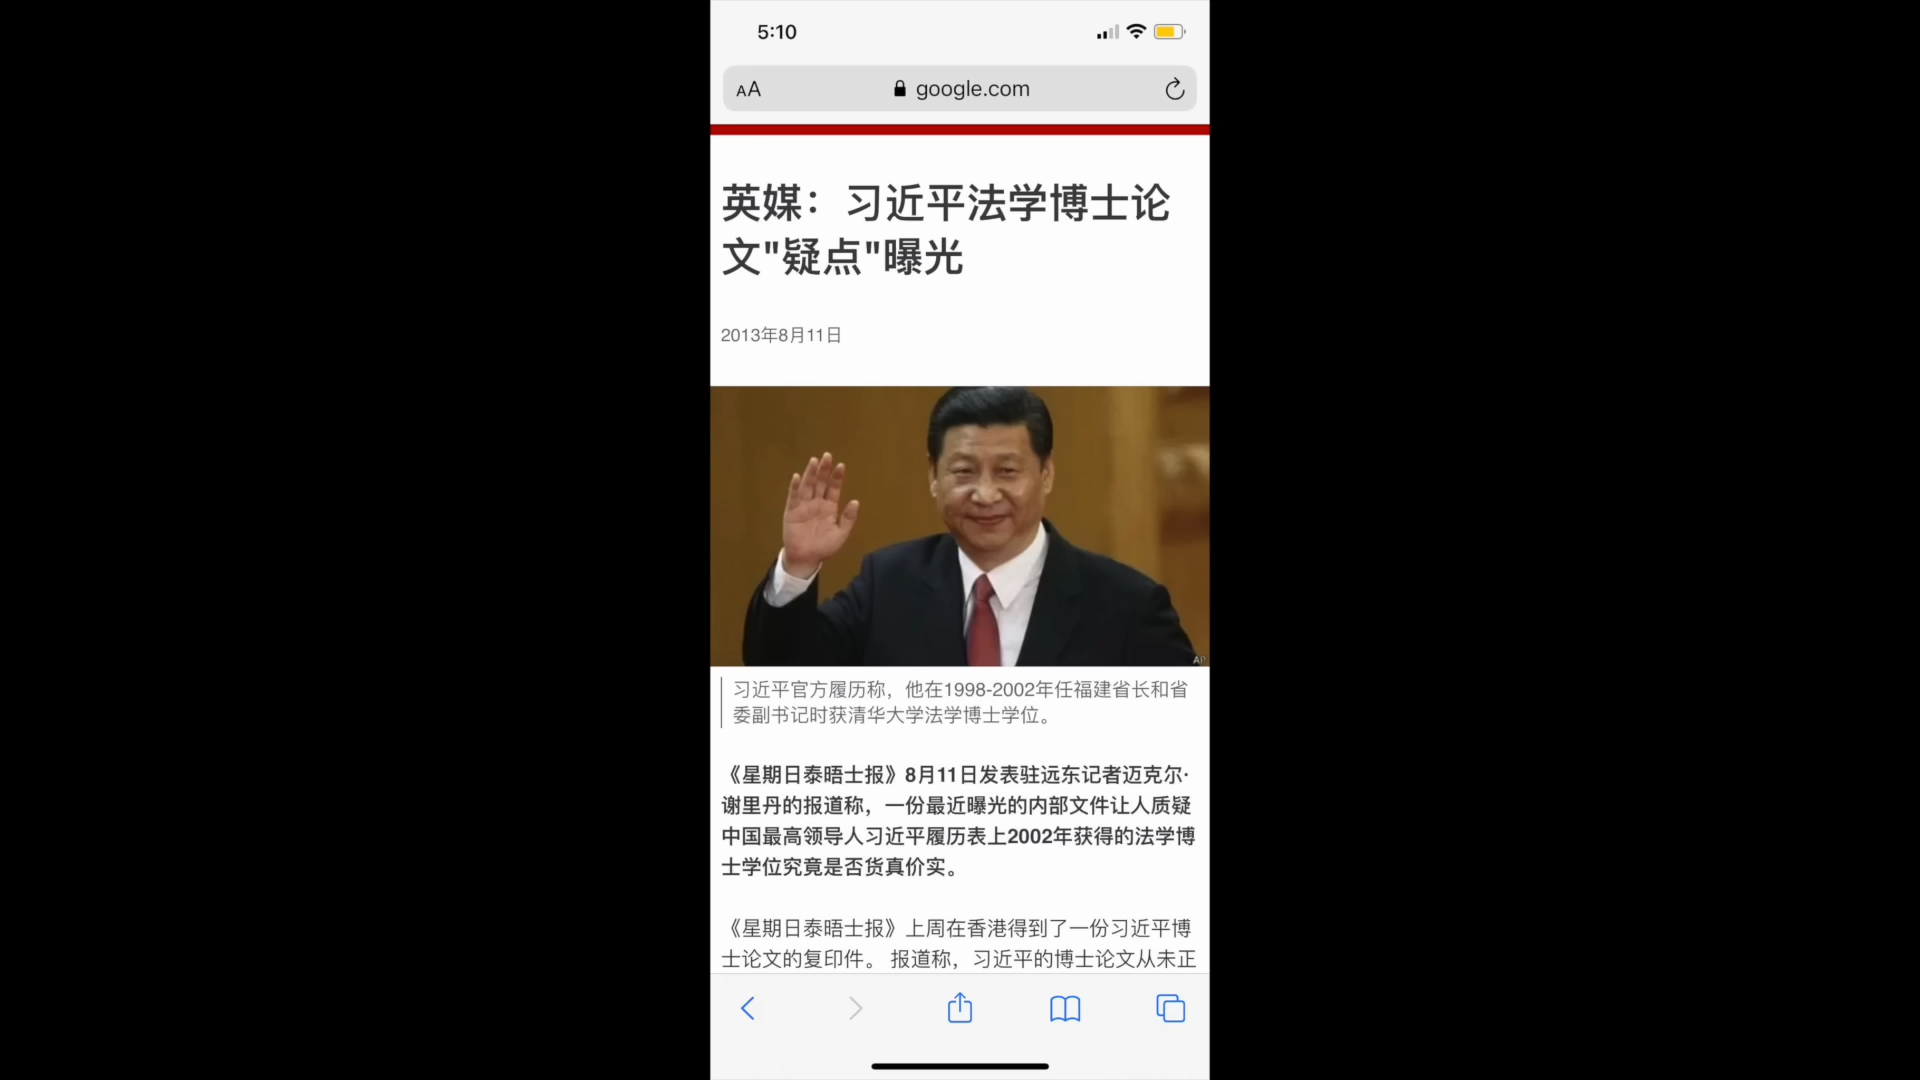 5:10
AA
google.com
英媒：习近平法学博士论
文"疑点"曝光
2013年8月11日
AP
习近平官方履历称，他在1998-2002年任福建省长和省
委副书记时获清华大学法学博士学位。
《星期日泰晤士报》8月11日发表驻远东记者迈克尔·
谢里丹的报道称，一份最近曝光的内部文件让人质疑
中国最高领导人习近平履历表上2002年获得的法学博
士学位究竟是否货真价实。
《星期日泰晤士报》上周在香港得到了一份习近平博
士论文的复印件。 报道称，习近平的博士论文从未正